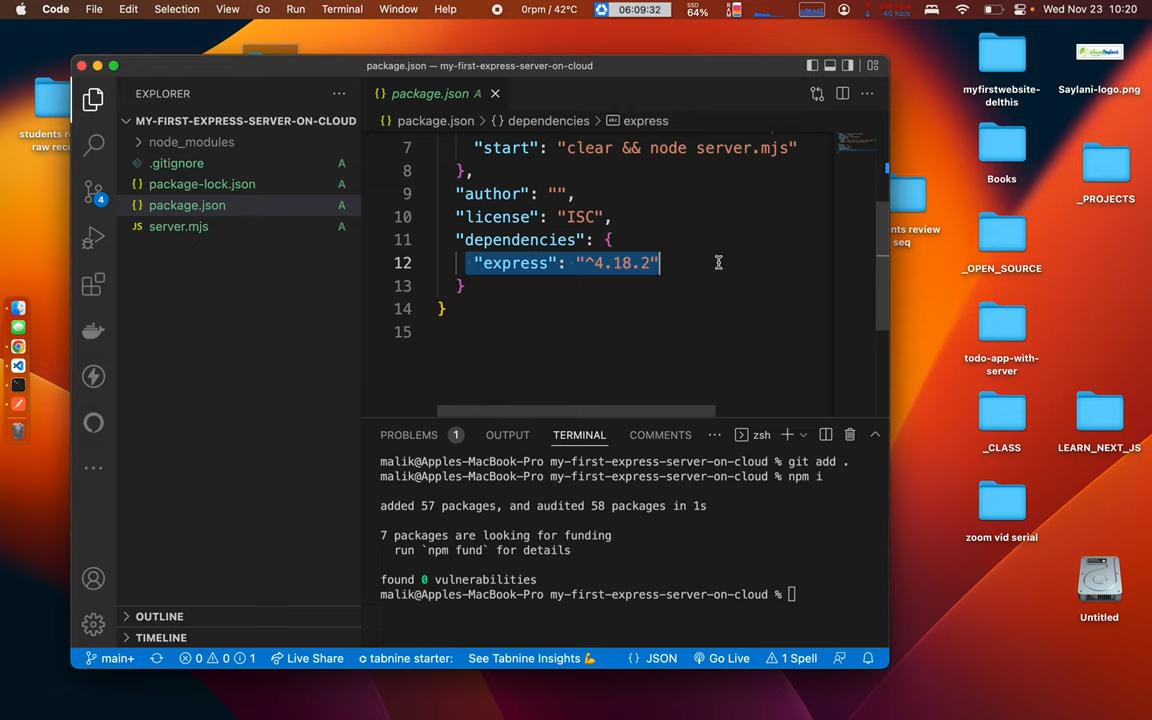 Code File Edit Selection View Go Run Terminal Window Help 0rpm / 42°C 06:09:32 SSD 64% Wed Nov 23 10:20
package.json — my-first-express-server-on-cloud
EXPLORER
MY-FIRST-EXPRESS-SERVER-ON-CLOUD
node_modules
.gitignore A
package-lock.json A
package.json A
JS server.mjs A
4
OUTLINE
TIMELINE
{} package.json A
{} package.json > {} dependencies > express
7 "start": "clear && node server.mjs"
8 },
9 "author": "",
10 "license": "ISC",
11 "dependencies": {
12 "express": "^4.18.2"
13 }
14 }
15
PROBLEMS 1 OUTPUT TERMINAL COMMENTS zsh
malik@Apples-MacBook-Pro my-first-express-server-on-cloud % git add .
malik@Apples-MacBook-Pro my-first-express-server-on-cloud % npm i
added 57 packages, and audited 58 packages in 1s
7 packages are looking for funding
run `npm fund` for details
found 0 vulnerabilities
malik@Apples-MacBook-Pro my-first-express-server-on-cloud %
main+ 0 0 1 Live Share tabnine starter: See Tabnine Insights 💪 {} JSON Go Live 1 Spell
myfirstwebsite-
delthis
Saylani-logo.png
Books
_PROJECTS
_OPEN_SOURCE
todo-app-with-
server
_CLASS
LEARN_NEXT_JS
zoom vid serial
Untitled